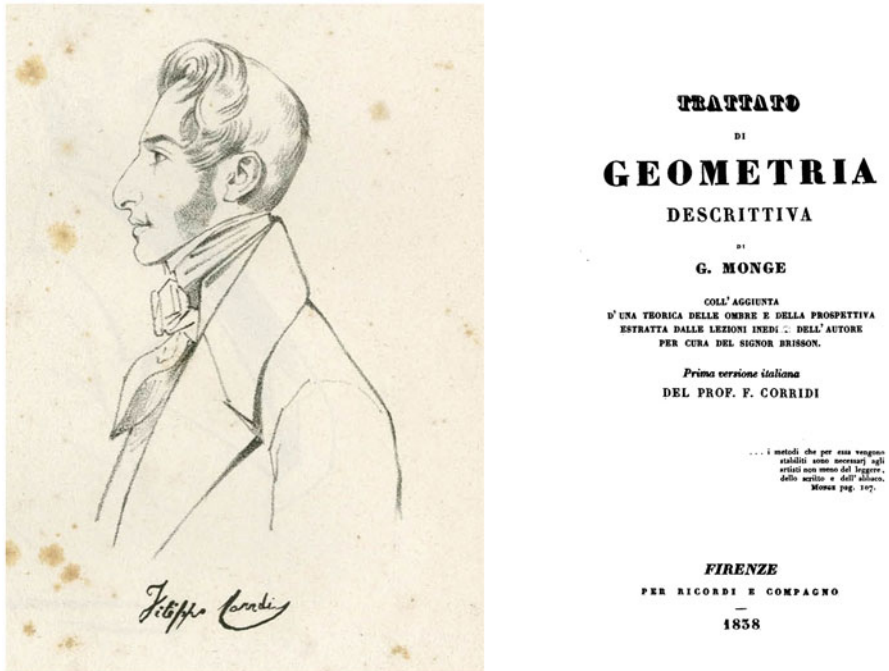 Filippo Corridi
TRATTATO
DI
GEOMETRIA
DESCRITTIVA
DI
G. MONGE
COLL' AGGIUNTA
D'UNA TEORICA DELLE OMBRE E DELLA PROSPETTIVA
ESTRATTA DALLE LEZIONI DELL'AUTORE
PER CURA DEL SIGNOR BRISSON.
Prima versione italiana
DEL PROF. F. CORRIDI
... i metodi che per essa vengono
stabiliti sono necessarj agli
artisti non meno del leggere,
dello scritto e dell' abbaco.
MONGE pag. 107.
FIRENZE
PER RICORDI E COMPAGNO
1838